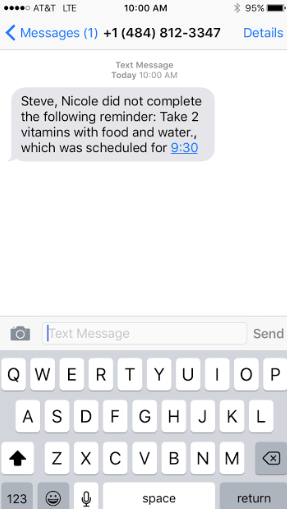 AT&T LTE 10:00 AM 95%
Messages (1) +1 (484) 812-3347 Details
Text Message
Today 10:00 AM
Steve, Nicole did not complete
the following reminder: Take 2
vitamins with food and water.,
which was scheduled for 9:30
Text Message Send
Q W E R T Y U I O P
A S D F G H J K L
Z X C V B N M
123 space return